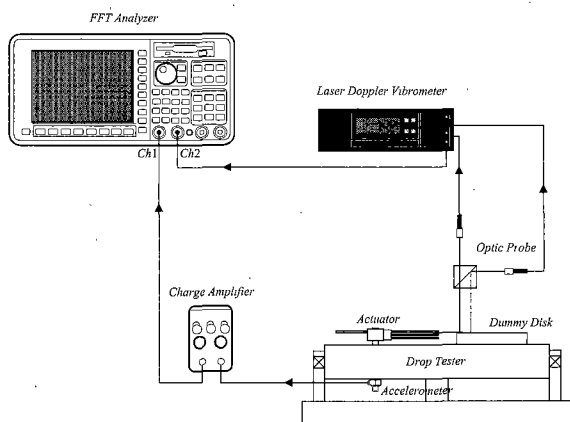 FFT Analyzer
Laser Doppler Vibrometer
Ch1 Ch2
Optic Probe
Charge Amplifier
Actuator
Dummy Disk
Drop Tester
Accelerometer